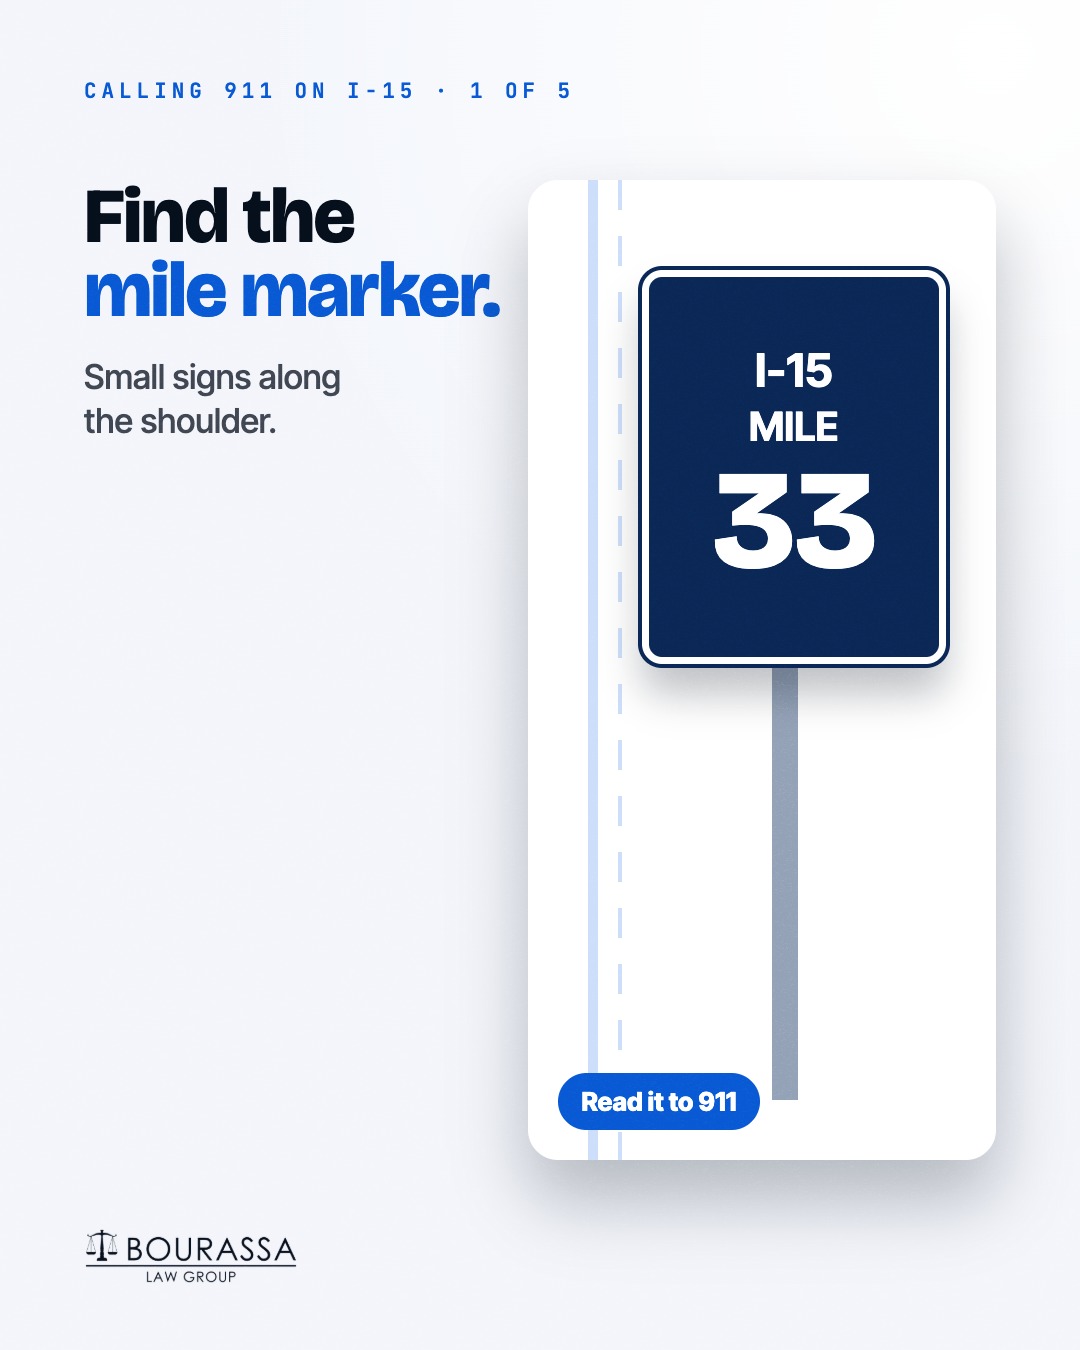 CALLING 911 ON I-15 · 1 OF 5
Find the
mile marker.
Small signs along
the shoulder.
I-15
MILE
33
Read it to 911
BOURASSA
LAW GROUP